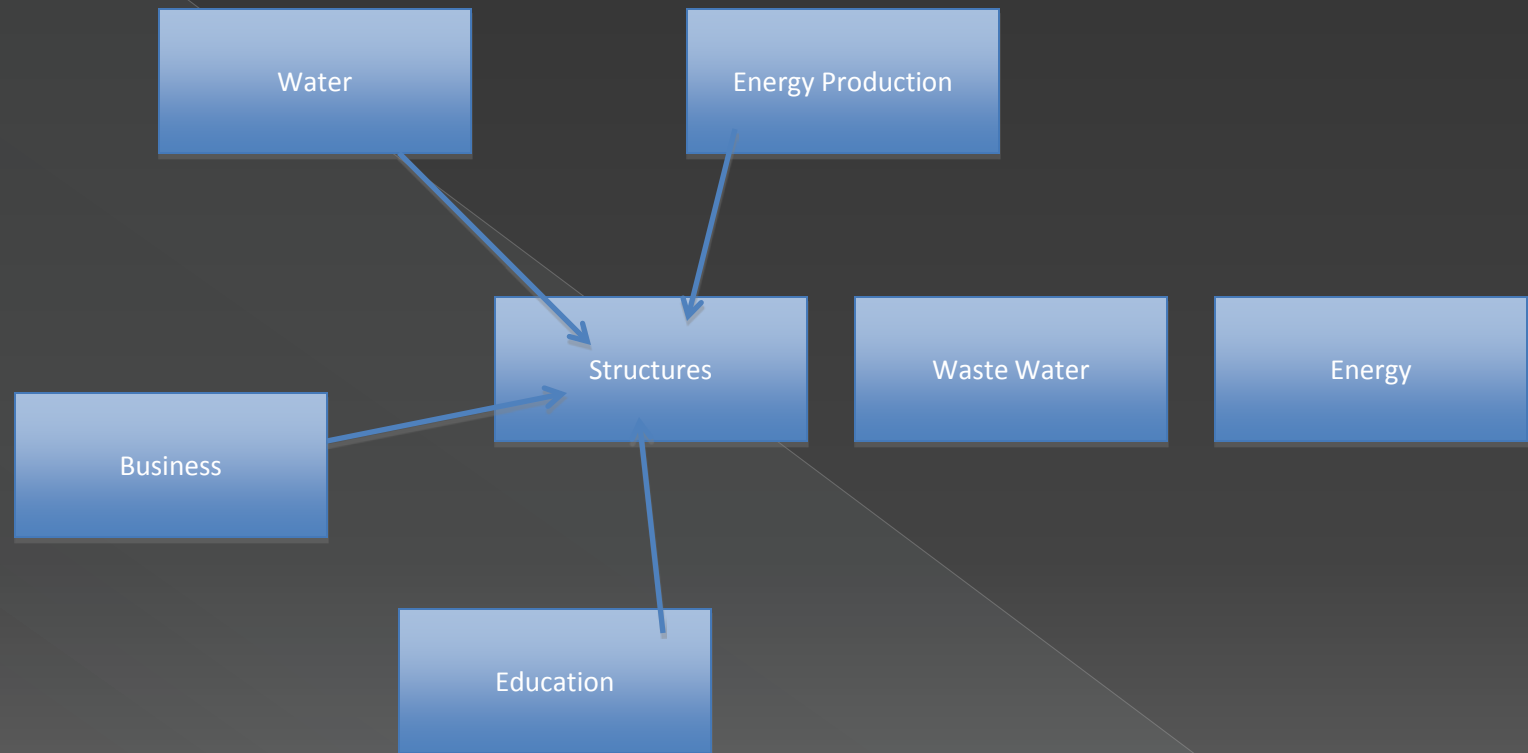 Water
Energy Production
Structures
Waste Water
Energy
Business
Education